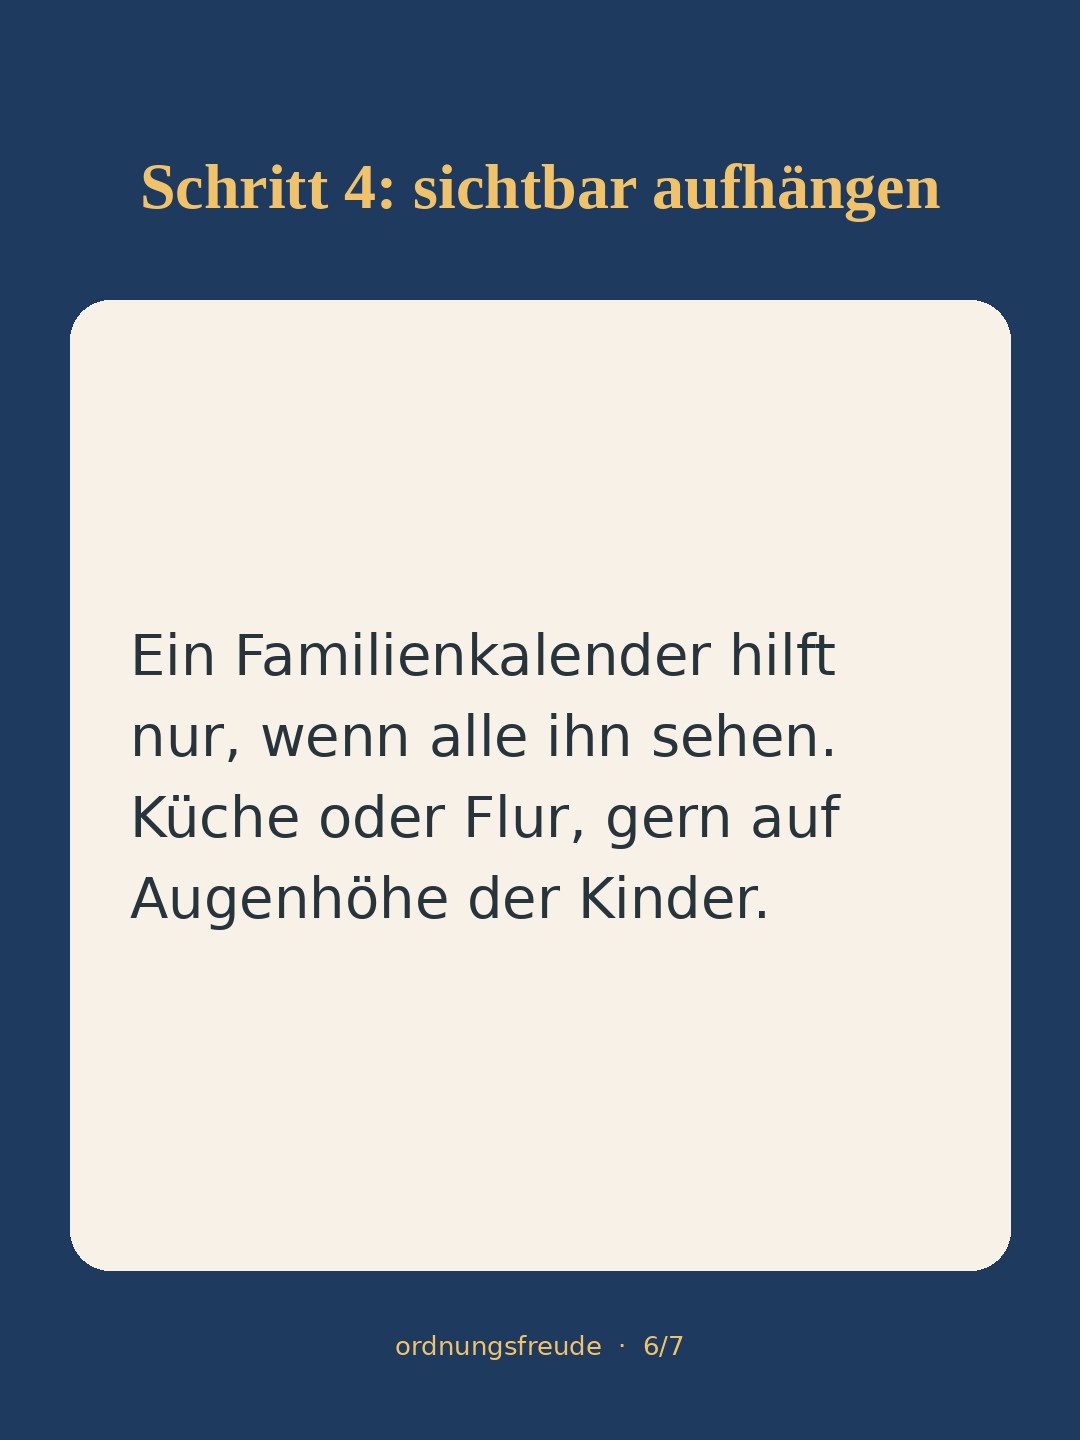 Schritt 4: sichtbar aufhängen
Ein Familienkalender hilft
nur, wenn alle ihn sehen.
Küche oder Flur, gern auf
Augenhöhe der Kinder.
ordnungsfreude · 6/7